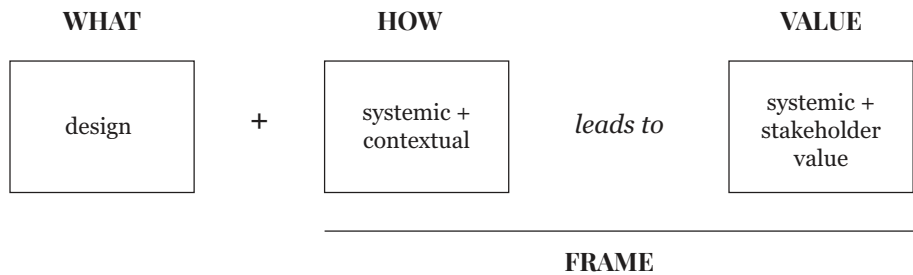 WHAT HOW VALUE
design + systemic +
contextual leads to systemic +
stakeholder
value
FRAME